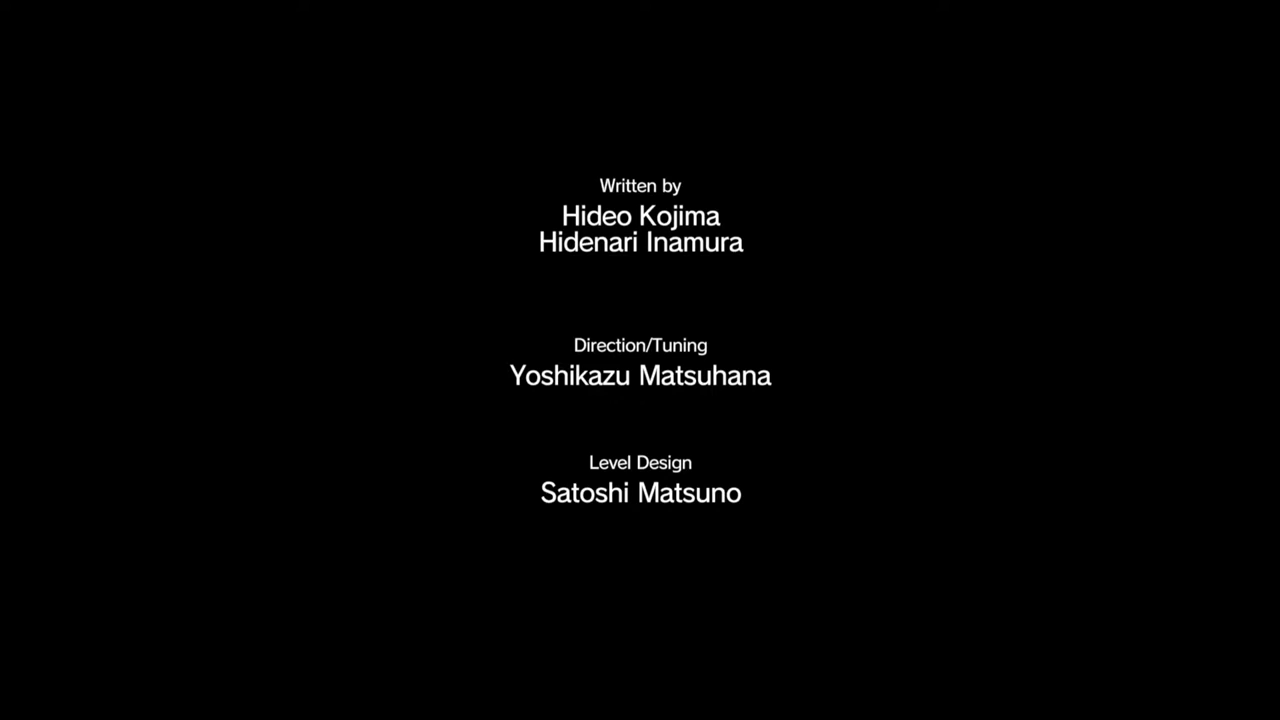 Written by
Hideo Kojima
Hidenari Inamura
Direction/Tuning
Yoshikazu Matsuhana
Level Design
Satoshi Matsuno